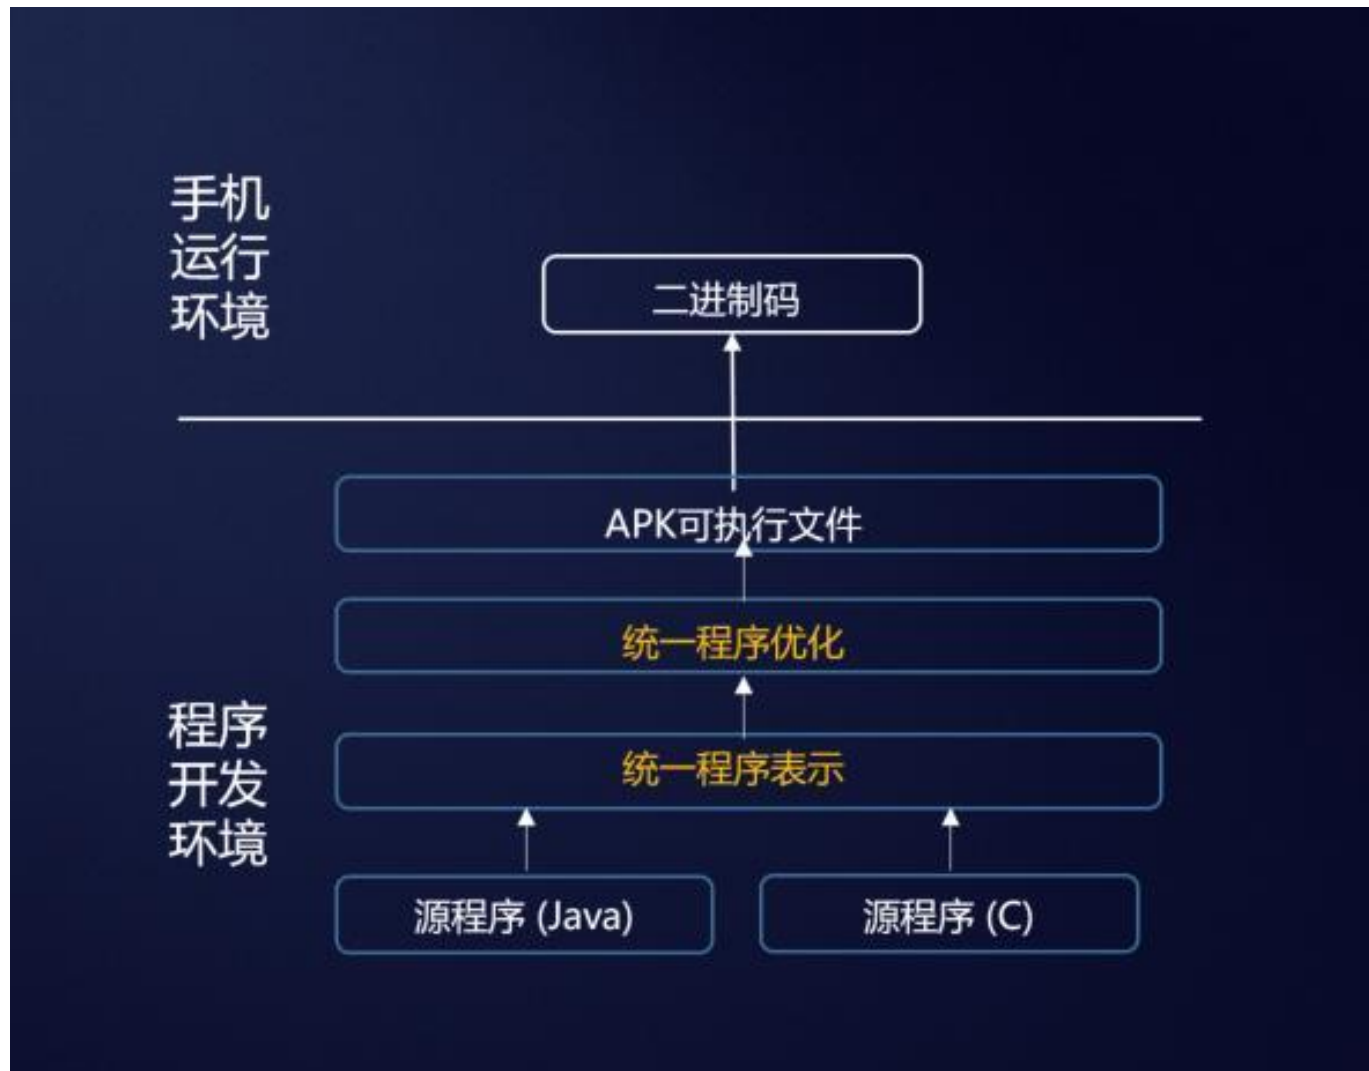 手机
运行
环境
二进制码
APK可执行文件
统一程序优化
程序
开发
环境
统一程序表示
源程序 (Java)
源程序 (C)